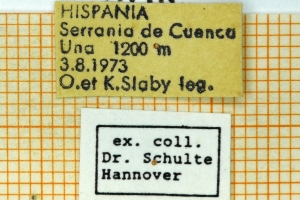 HISPANIA
Serrania de Cuenca
Una 1200 m
3.8.1973
O.et K.Slaby leg.
ex. coll.
Dr. Schulte
Hannover